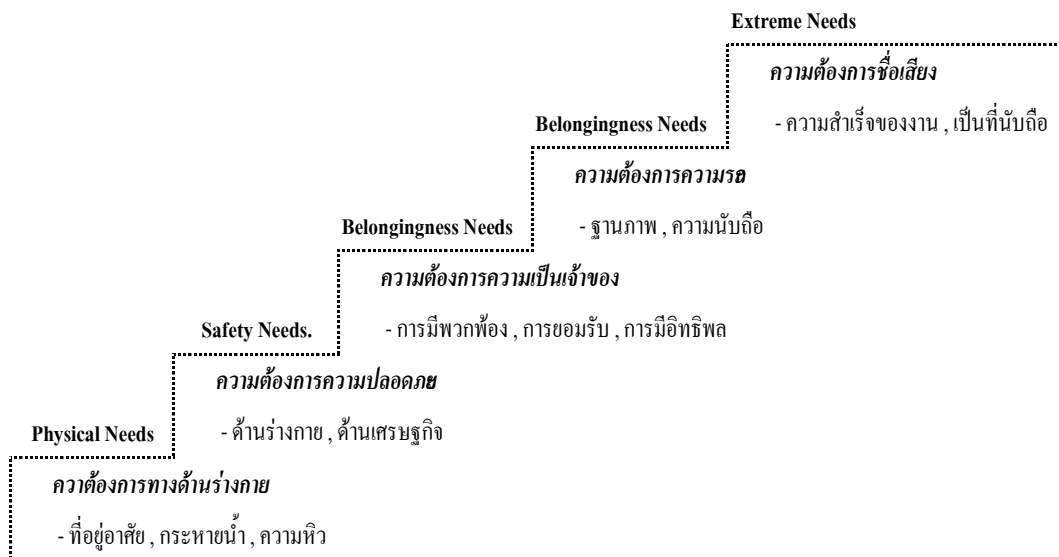 Extreme Needs
ความต้องการชื่อเสียง
- ความสำเร็จของงาน , เป็นที่นับถือ
Belongingness Needs
ความต้องการความรัก
- ฐานภาพ , ความนับถือ
Belongingness Needs
ความต้องการความเป็นเจ้าของ
- การมีพวกพ้อง , การยอมรับ , การมีอิทธิพล
Safety Needs.
ความต้องการความปลอดภัย
- ด้านร่างกาย , ด้านเศรษฐกิจ
Physical Needs
ควาต้องการทางด้านร่างกาย
- ที่อยู่อาศัย , กระหายน้ำ , ความหิว